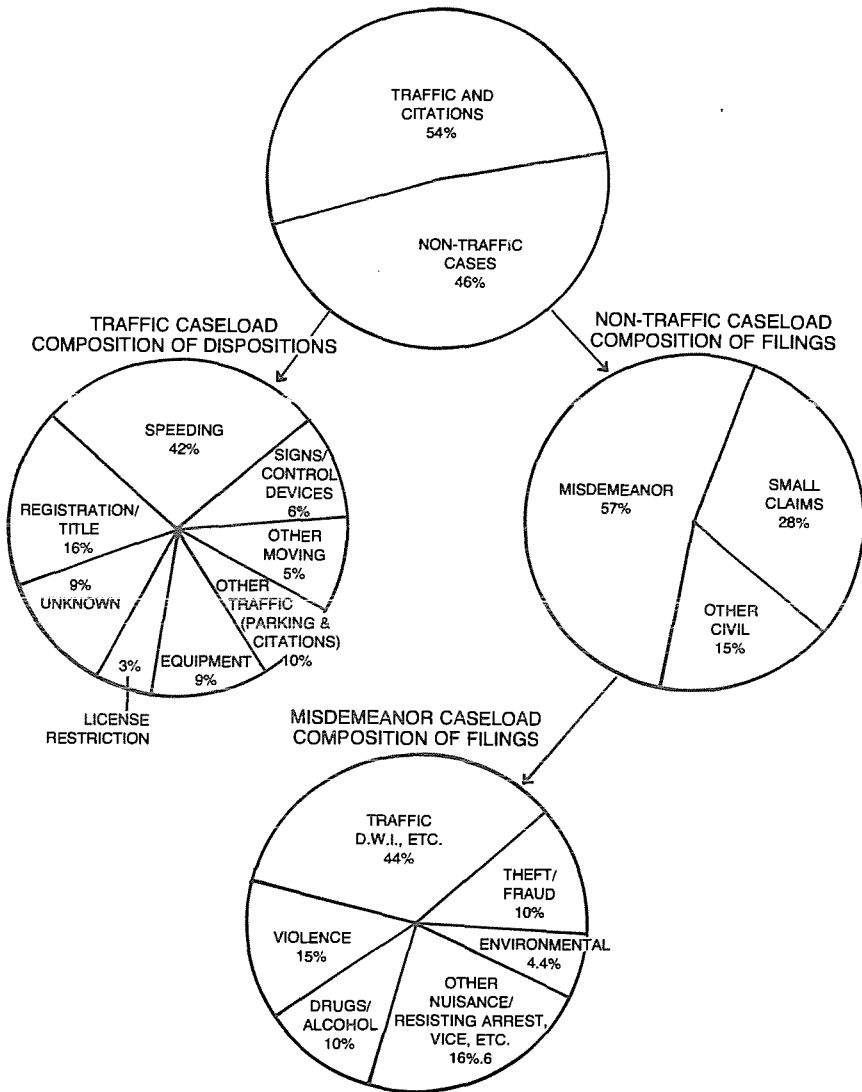 TRAFFIC AND
CITATIONS
54%
NON-TRAFFIC
CASES
46%
TRAFFIC CASELOAD
COMPOSITION OF DISPOSITIONS
SPEEDING
42%
SIGNS/
CONTROL
DEVICES
6%
OTHER
MOVING
5%
OTHER
TRAFFIC
(PARKING &
CITATIONS)
10%
EQUIPMENT
9%
3%
LICENSE
RESTRICTION
9%
UNKNOWN
REGISTRATION/
TITLE
16%
NON-TRAFFIC CASELOAD
COMPOSITION OF FILINGS
MISDEMEANOR
57%
SMALL
CLAIMS
28%
OTHER
CIVIL
15%
MISDEMEANOR CASELOAD
COMPOSITION OF FILINGS
TRAFFIC
D.W.I., ETC.
44%
THEFT/
FRAUD
10%
ENVIRONMENTAL
4.4%
OTHER
NUISANCE/
RESISTING ARREST,
VICE, ETC.
16%.6
DRUGS/
ALCOHOL
10%
VIOLENCE
15%